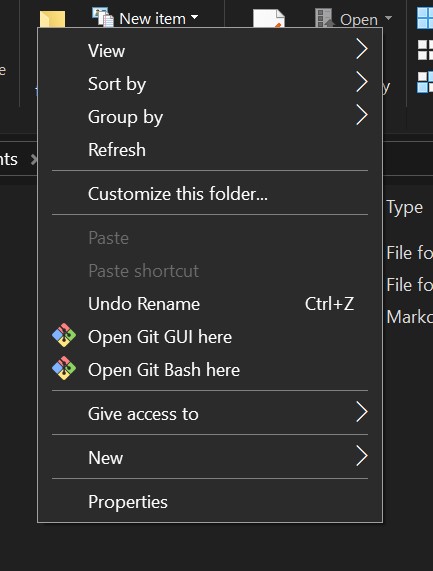 New item
Open
View
Sort by
Group by
Refresh
Customize this folder...
Type
Paste
File fo
Paste shortcut
File fo
Undo Rename Ctrl+Z
Marko
Open Git GUI here
Open Git Bash here
Give access to
New
Properties